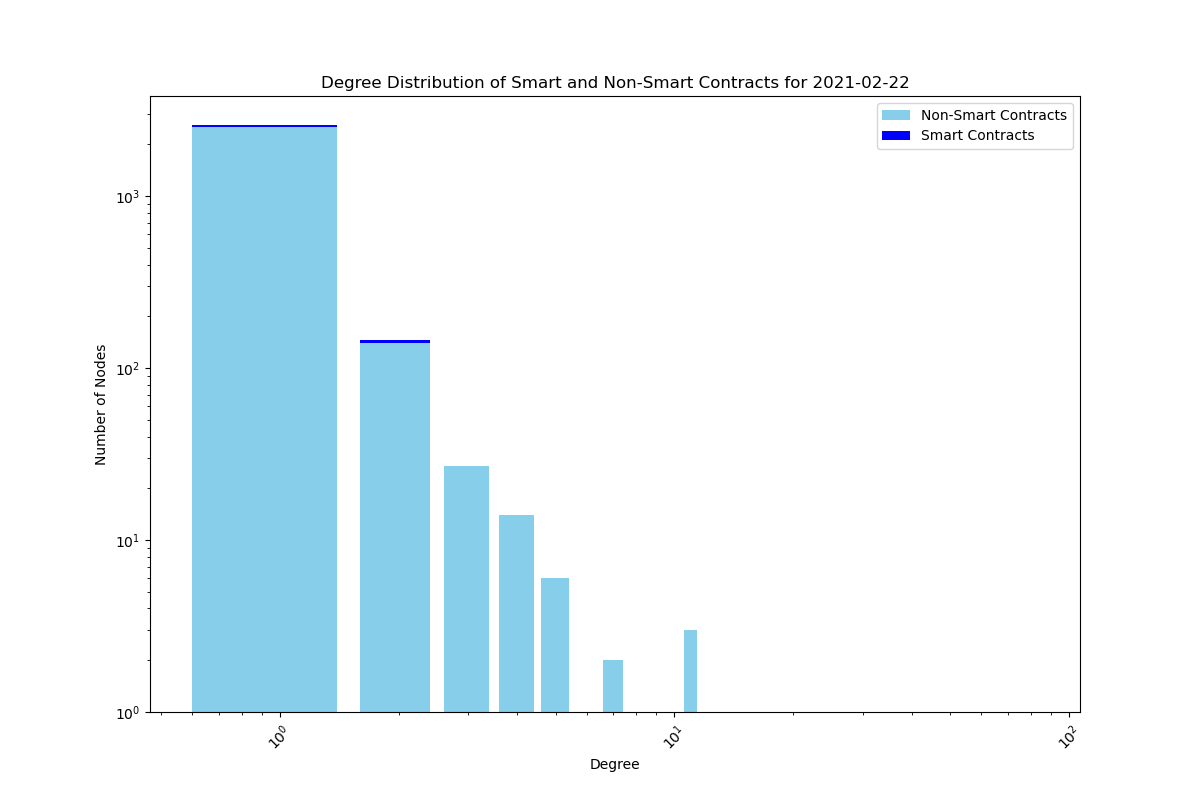 Degree Distribution of Smart and Non-Smart Contracts for 2021-02-22
Non-Smart Contracts
Smart Contracts
Number of Nodes
10³
10²
10¹
10⁰
10⁰ 10¹ 10²
Degree